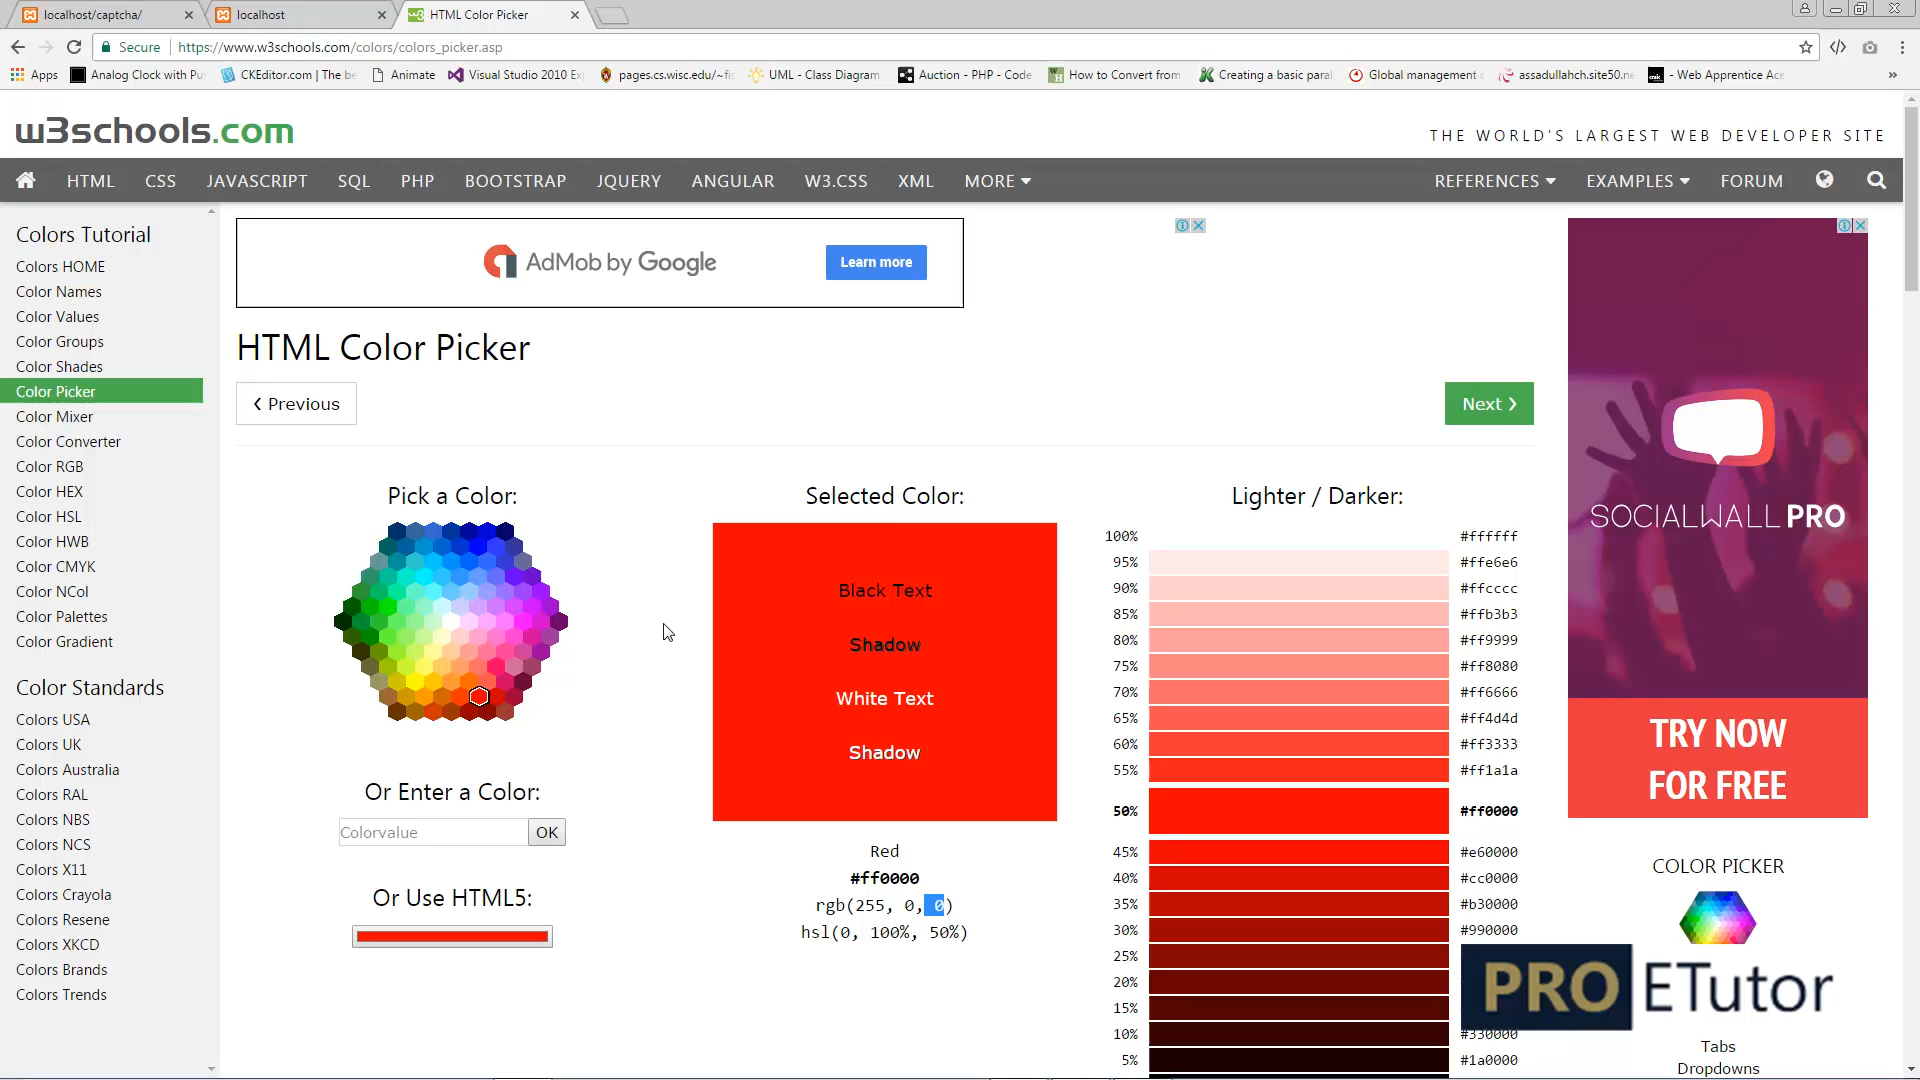 localhost/captcha/
localhost
HTML Color Picker
Secure
https://www.w3schools.com/colors/colors_picker.asp
Apps
Analog Clock with Pu
CKEditor.com | The be
Animate
Visual Studio 2010 Ex
pages.cs.wisc.edu/~fi
UML - Class Diagram
Auction - PHP - Code
How to Convert from
Creating a basic paral
Global management
assadullahch.site50.ne
- Web Apprentice Ace
w3schools.com
THE WORLD'S LARGEST WEB DEVELOPER SITE
HTML
CSS
JAVASCRIPT
SQL
PHP
BOOTSTRAP
JQUERY
ANGULAR
W3.CSS
XML
MORE
REFERENCES
EXAMPLES
FORUM
Colors Tutorial
Colors HOME
Color Names
Color Values
Color Groups
Color Shades
Color Picker
Color Mixer
Color Converter
Color RGB
Color HEX
Color HSL
Color HWB
Color CMYK
Color NCol
Color Palettes
Color Gradient
Color Standards
Colors USA
Colors UK
Colors Australia
Colors RAL
Colors NBS
Colors NCS
Colors X11
Colors Crayola
Colors Resene
Colors XKCD
Colors Brands
Colors Trends
AdMob by Google
Learn more
HTML Color Picker
❮ Previous
Next ❯
Pick a Color:
Or Enter a Color:
Colorvalue
OK
Or Use HTML5:
Selected Color:
Black Text
Shadow
White Text
Shadow
Red
#ff0000
rgb(255, 0, 0)
hsl(0, 100%, 50%)
Lighter / Darker:
100% #ffffff
95% #ffe6e6
90% #ffcccc
85% #ffb3b3
80% #ff9999
75% #ff8080
70% #ff6666
65% #ff4d4d
60% #ff3333
55% #ff1a1a
50% #ff0000
45% #e60000
40% #cc0000
35% #b30000
30% #990000
25%
20%
15%
10% #330000
5% #1a0000
SOCIALWALL PRO
TRY NOW
FOR FREE
COLOR PICKER
PRO ETutor
Tabs
Dropdowns